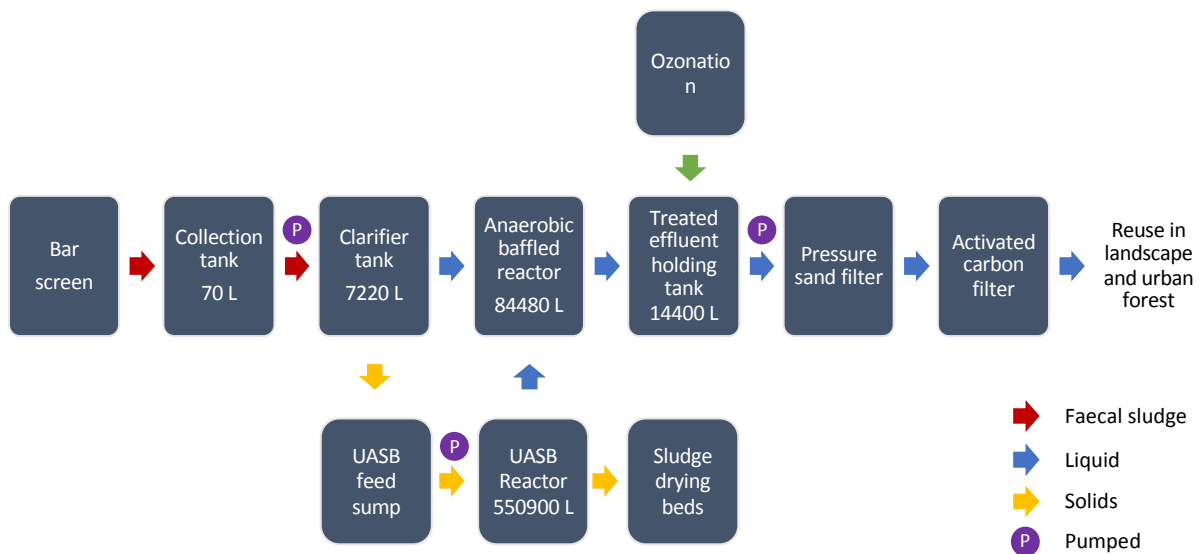 Ozonatio
n
Bar
screen
Collection
tank
70 L
P
Clarifier
tank
7220 L
Anaerobic
baffled
reactor
84480 L
Treated
effluent
holding
tank
14400 L
P
Pressure
sand filter
Activated
carbon
filter
Reuse in
landscape
and urban
forest
UASB
feed
sump
P
UASB
Reactor
550900 L
Sludge
drying
beds
Faecal sludge
Liquid
Solids
P Pumped